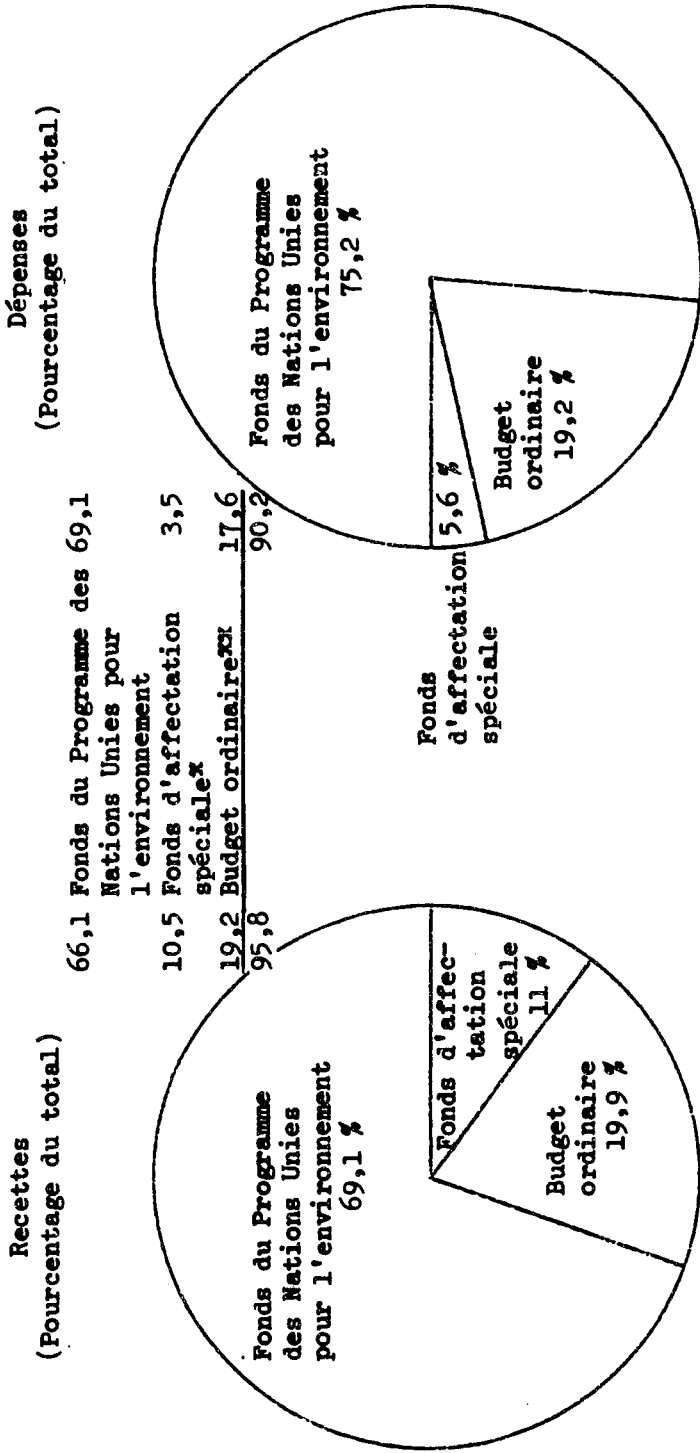 Recettes
(Pourcentage du total)
Fonds du Programme
des Nations Unies
pour l'environnement
69,1 %
Fonds d'affec-
tation
spéciale
11 %
Budget
ordinaire
19,9 %
66,1 Fonds du Programme des 69,1
Nations Unies pour
l'environnement
10,5 Fonds d'affectation 3,5
spéciale*
19,2 Budget ordinaire** 17,6
95,8 90,2
Dépenses
(Pourcentage du total)
Fonds du Programme
des Nations Unies
pour l'environnement
75,2 %
5,6 %
Fonds
d'affectation
spéciale
Budget
ordinaire
19,2 %